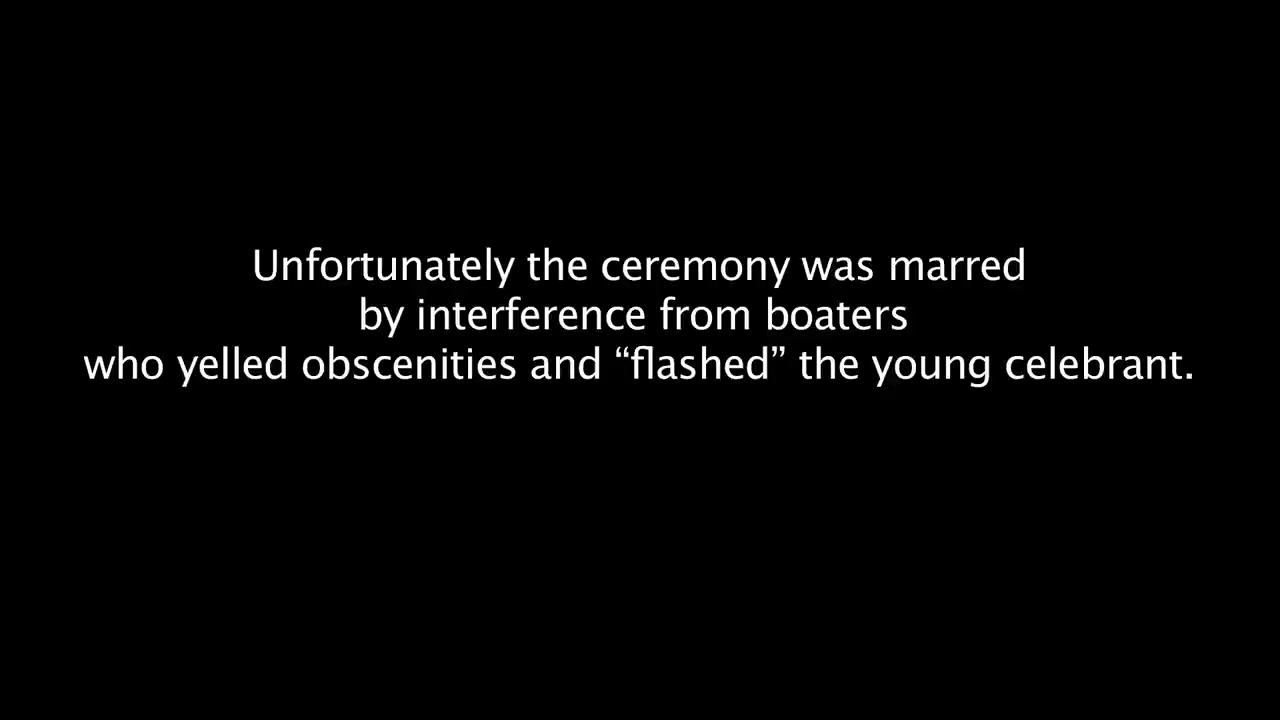 Unfortunately the ceremony was marred
by interference from boaters
who yelled obscenities and “flashed” the young celebrant.